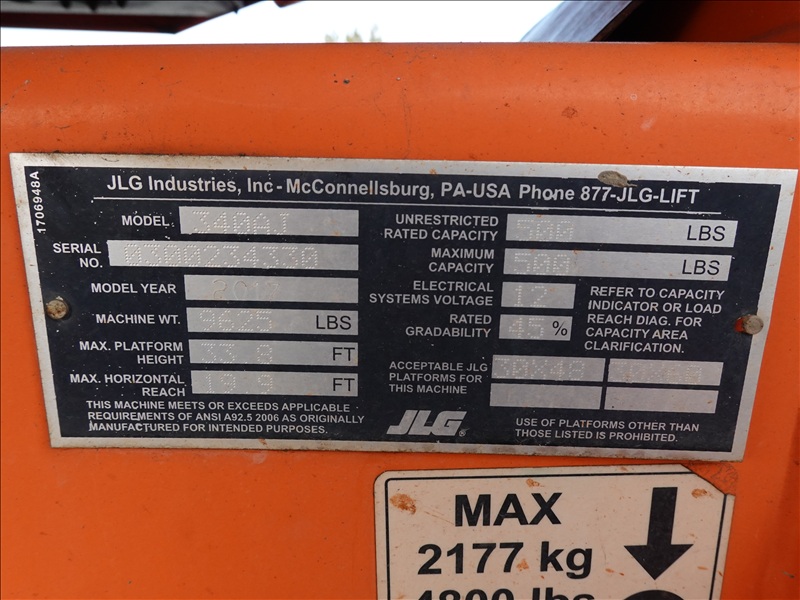 1706948A
JLG Industries, Inc - McConnellsburg, PA-USA Phone 877-JLG-LIFT
MODEL 340AJ
SERIAL NO. 0300234330
MODEL YEAR
MACHINE WT. 9625 LBS
MAX. PLATFORM HEIGHT 33.8 FT
MAX. HORIZONTAL REACH 19.9 FT
THIS MACHINE MEETS OR EXCEEDS APPLICABLE
REQUIREMENTS OF ANSI A92.5 2006 AS ORIGINALLY
MANUFACTURED FOR INTENDED PURPOSES.
UNRESTRICTED RATED CAPACITY 500 LBS
MAXIMUM CAPACITY 500 LBS
ELECTRICAL SYSTEMS VOLTAGE 12
RATED GRADABILITY 45 %
REFER TO CAPACITY
INDICATOR OR LOAD
REACH DIAG. FOR
CAPACITY AREA
CLARIFICATION.
ACCEPTABLE JLG
PLATFORMS FOR
THIS MACHINE
30X48
JLG®
USE OF PLATFORMS OTHER THAN
THOSE LISTED IS PROHIBITED.
MAX
2177 kg
4800 lbs